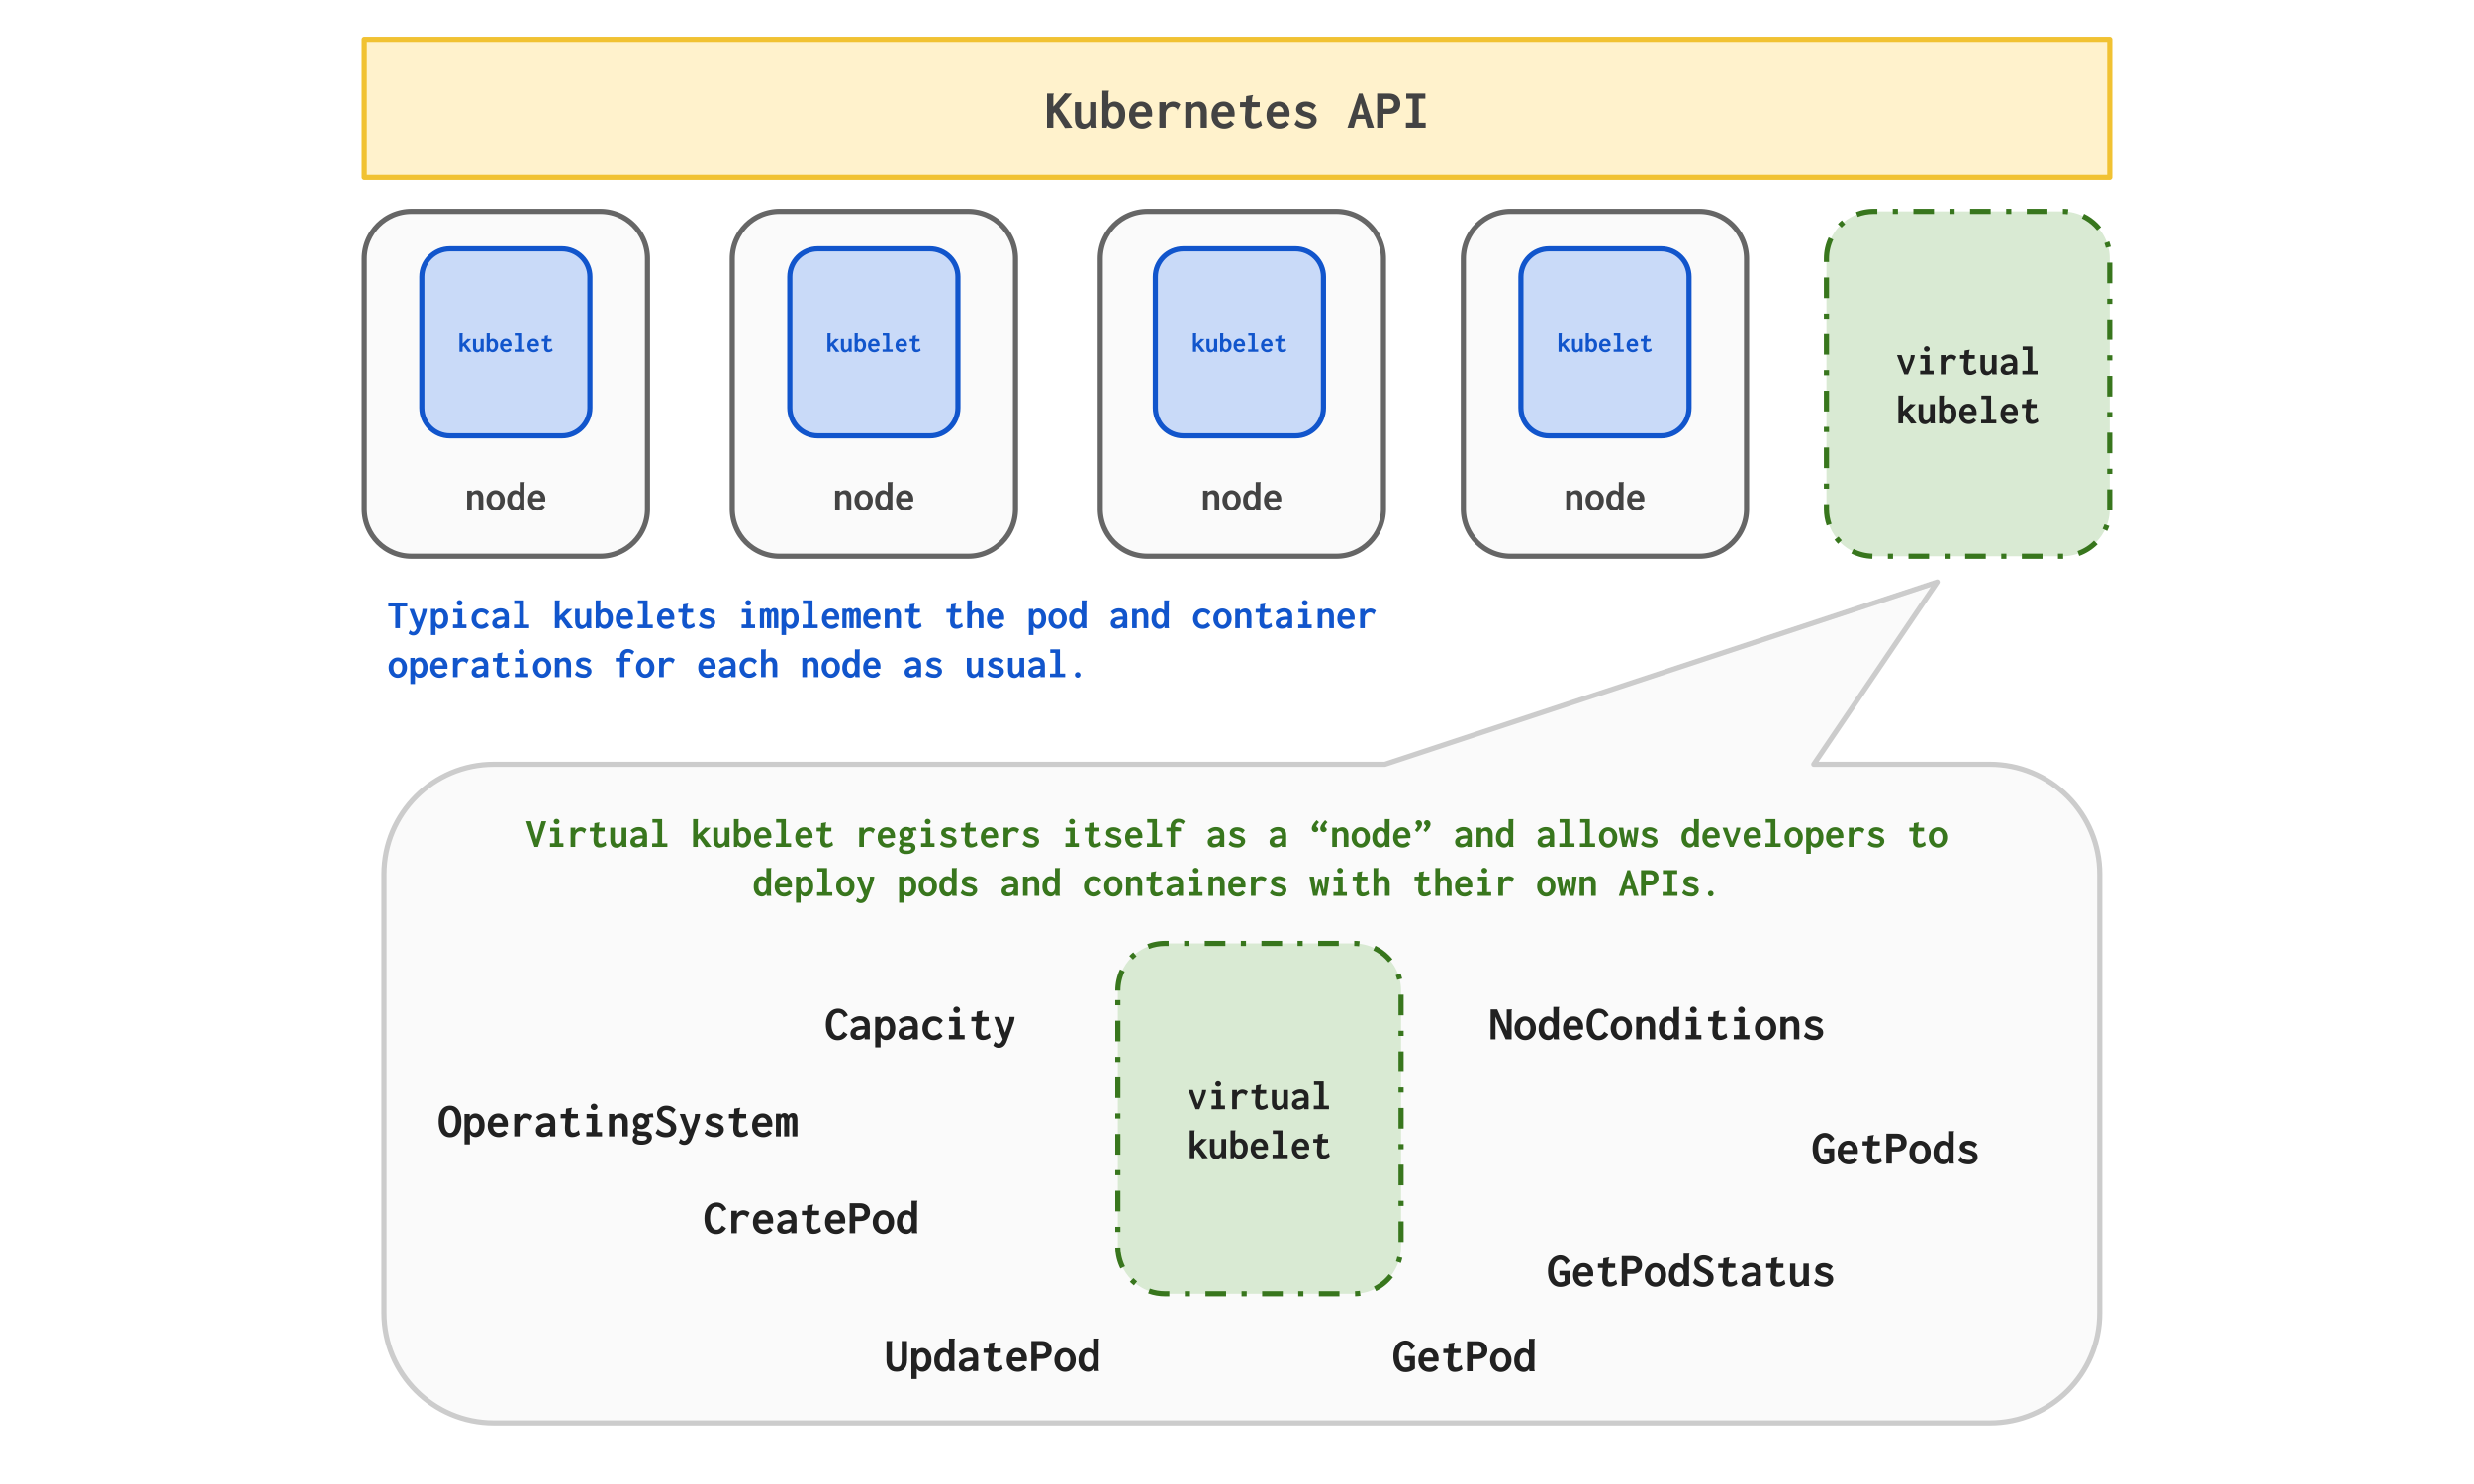 Kubernetes API
kubelet
kubelet
kubelet
kubelet
virtual
kubelet
node
node
node
node
Typical kubelets implement the pod and container
operations for each node as usual.
Virtual kubelet registers itself as a “node” and allows developers to
deploy pods and containers with their own APIs.
Capacity
NodeConditions
OperatingSystem
virtual
kubelet
GetPods
CreatePod
GetPodStatus
UpdatePod
GetPod